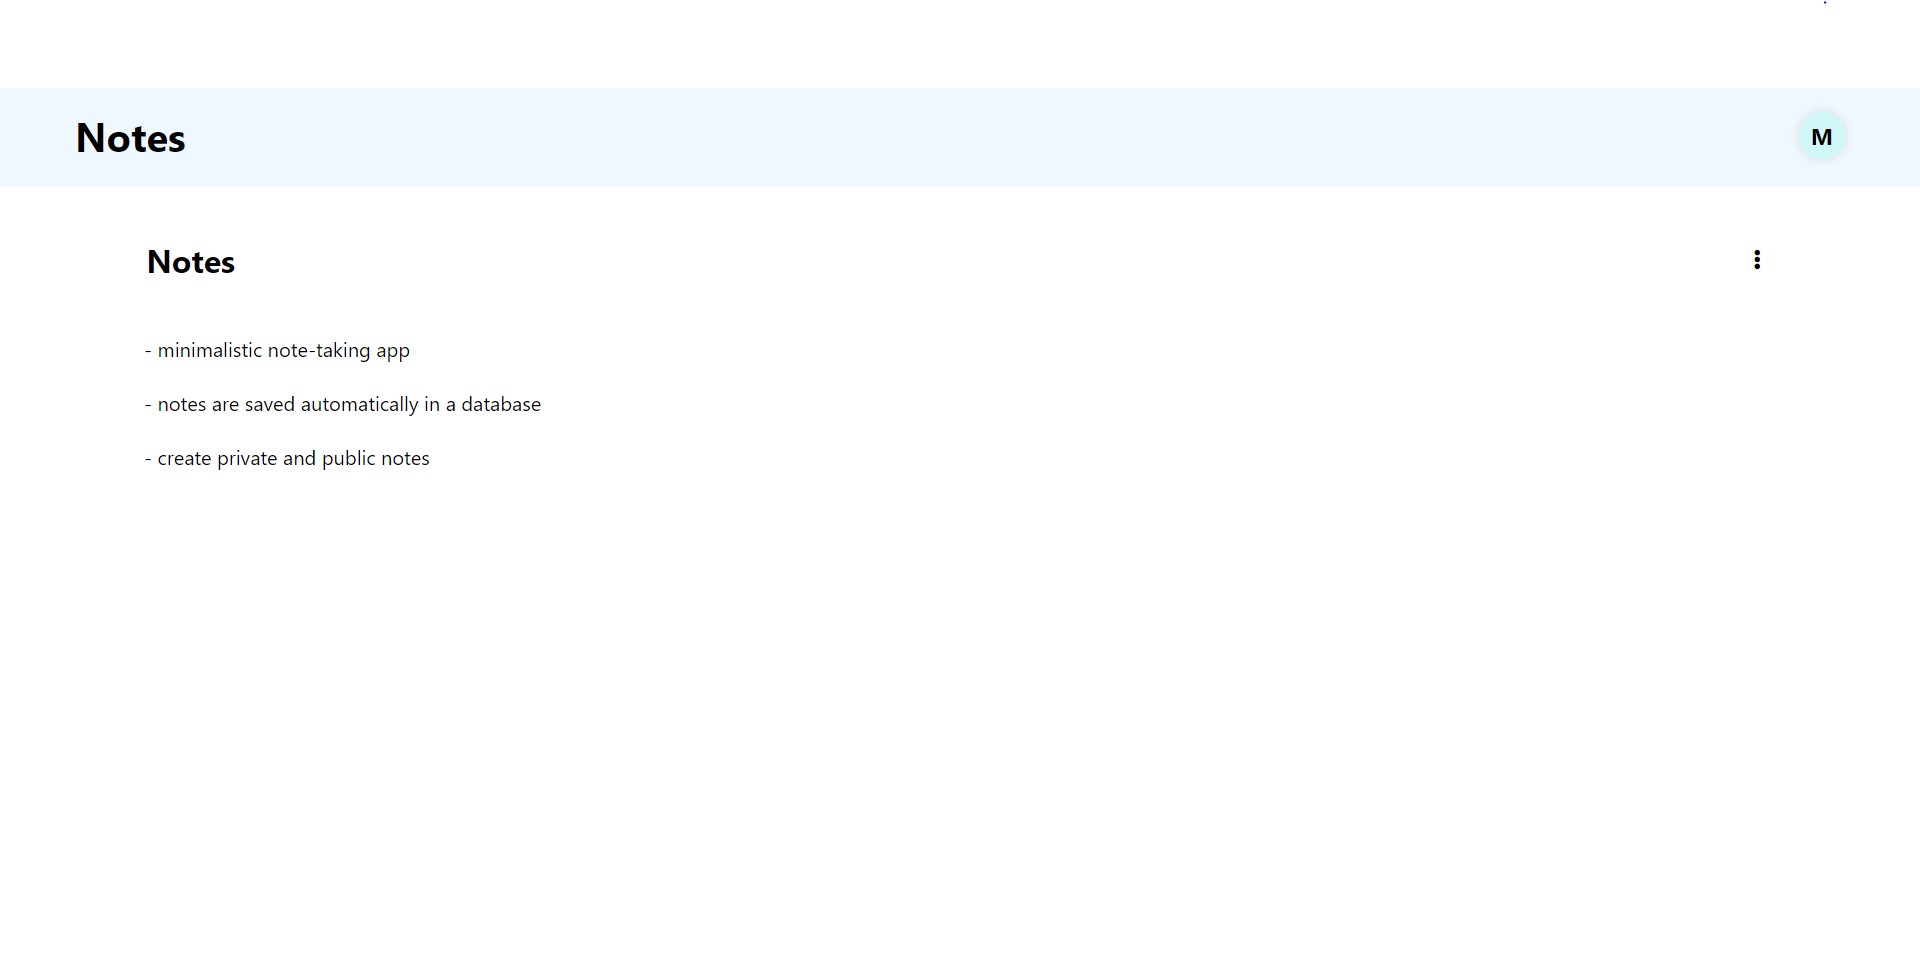 Notes
M
Notes
- minimalistic note-taking app
- notes are saved automatically in a database
- create private and public notes